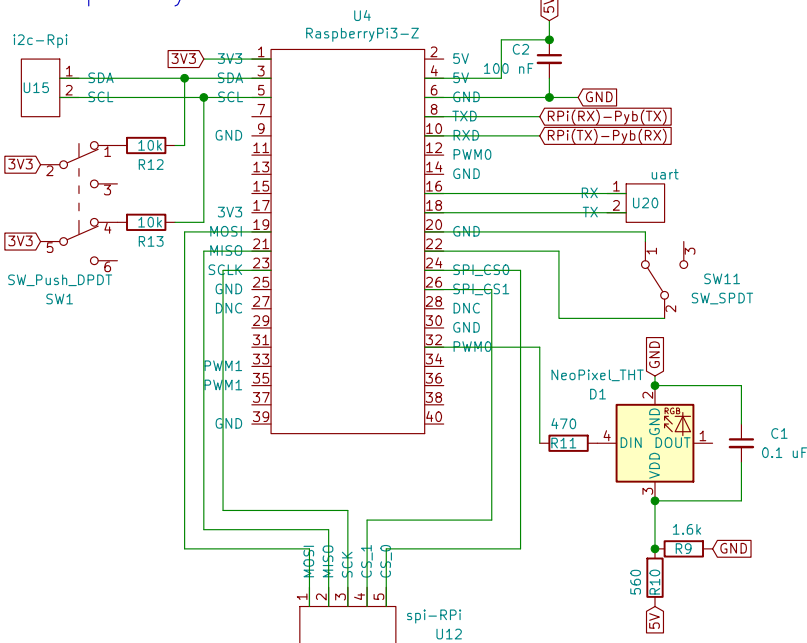 U4
RaspberryPi3-Z
5V
C2
100 nF
GND
i2c-Rpi
U15
1 SDA
2 SCL
3V3
3V3 1
SDA 3
SCL 5
7
GND 9
11
13
15
3V3 17
MOSI 19
MISO 21
SCLK 23
GND 25
DNC 27
29
31
PWM1 33
PWM1 35
37
GND 39
2 5V
4 5V
6 GND
8 TXD
10 RXD
12 PWM0
14 GND
16
18
20 GND
22
24 SPI_CS0
26 SPI_CS1
28 DNC
30 GND
32 PWM0
34
36
38
40
RPi(RX)-Pyb(TX)
RPi(TX)-Pyb(RX)
3V3
2
1
3
10k
R12
3V3
5
4
6
10k
R13
SW_Push_DPDT
SW1
uart
RX 1
TX 2
U20
1
3
2
SW11
SW_SPDT
GND
NeoPixel_THT
D1
2
GND
RGB
470
R11
4 DIN
DOUT 1
VDD
3
C1
0.1 uF
1.6k
R9
GND
560
R10
5V
MOSI
MISO
SCK
CS_1
CS_0
1
2
3
4
5
spi-RPi
U12